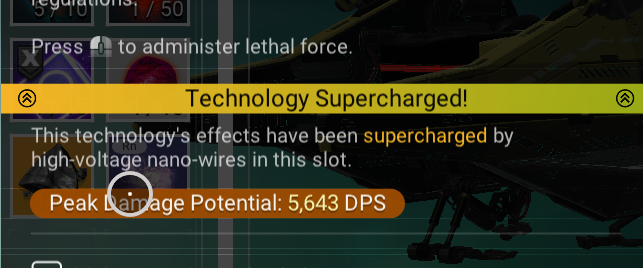 regulations.
5 / 10
1 / 50
Press to administer lethal force.
Technology Supercharged!
This technology's effects have been supercharged by
high-voltage nano-wires in this slot.
Rn
Peak Damage Potential: 5,643 DPS